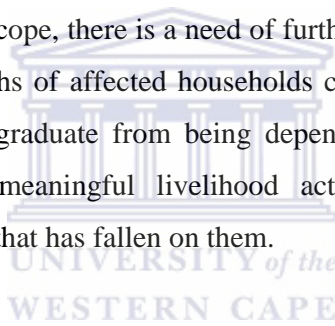 cope, there is a need of furth
hs of affected households c
graduate from being depen
meaningful livelihood act
that has fallen on them.
UNIVERSITY of the
WESTERN CAPE